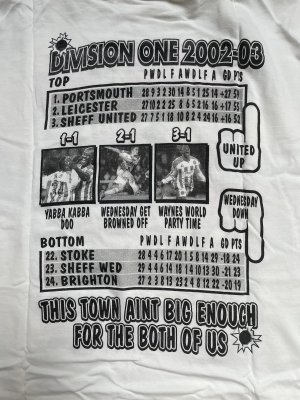 DIVISION ONE 2002-03
TOP P W D L F A W D L F A GD PTS
1. PORTSMOUTH
2. LEICESTER
3. SHEFF UNITED
UNITED UP
1-1 2-1 3-1
YABBA KABBA DOO
WEDNESDAY GET BROWNED OFF
WAYNES WORLD PARTY TIME
WEDNESDAY DOWN
BOTTOM P W D L F A W D L F A GD PTS
22. STOKE
23. SHEFF WED
24. BRIGHTON
THIS TOWN AINT BIG ENOUGH
FOR THE BOTH OF US